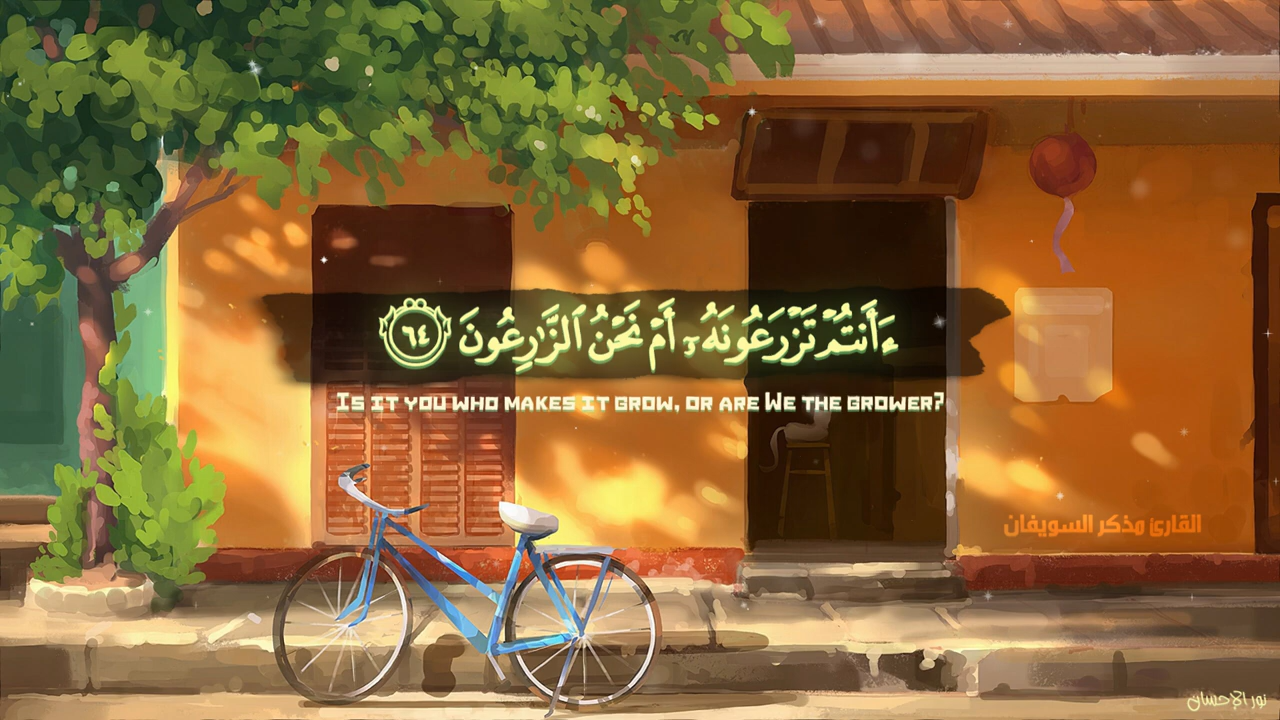 ءَأَنتُمْ تَزْرَعُونَهُۥٓ أَمْ نَحْنُ ٱلزَّٰرِعُونَ ٦٤
Is it you who makes it grow, or are We the grower?
القارئ مذكر السويفان
نور الإحسان